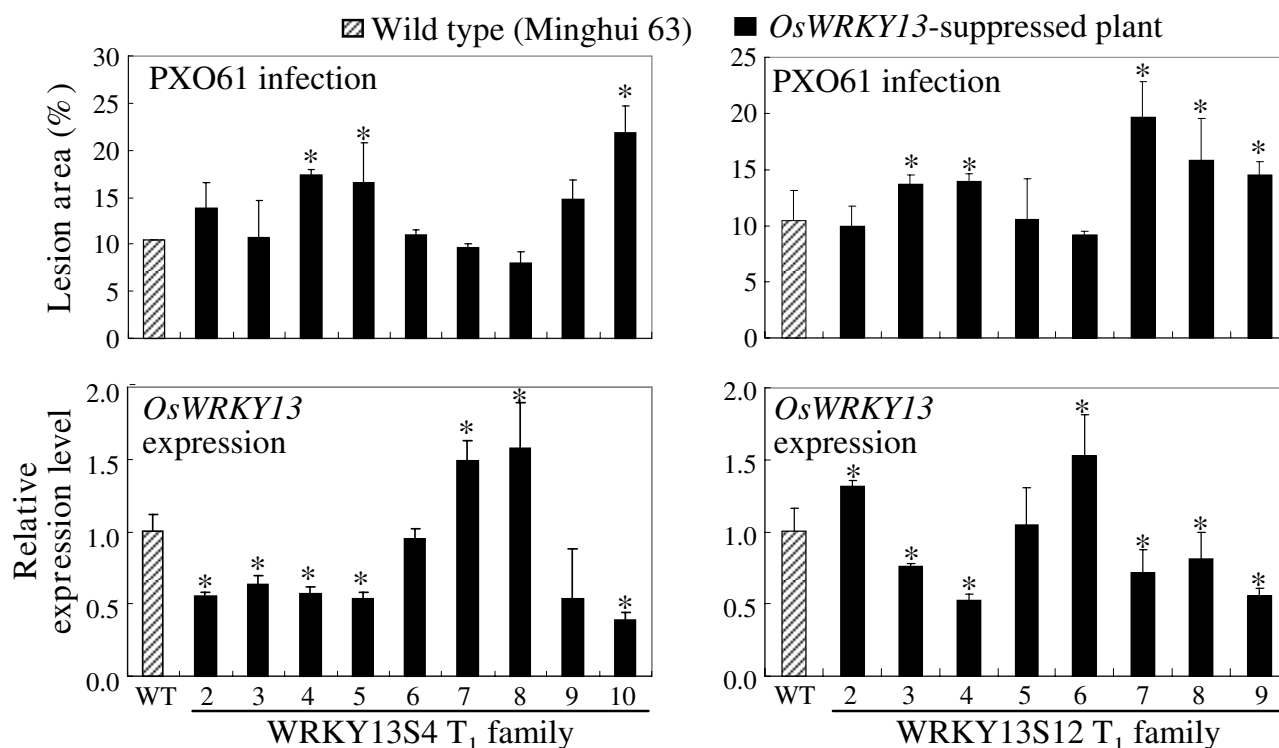 Wild type (Minghui 63) OsWRKY13-suppressed plant
PXO61 infection
Lesion area (%)
30
25
20
15
10
5
0
* * *
PXO61 infection
25
20
15
10
5
0
* * * * *
OsWRKY13
expression
Relative
expression level
2.0
1.5
1.0
0.5
0.0
* * * * * * *
WT 2 3 4 5 6 7 8 9 10
WRKY13S4 T1 family
OsWRKY13
expression
2.0
1.5
1.0
0.5
0.0
* * * * * * *
WT 2 3 4 5 6 7 8 9
WRKY13S12 T1 family